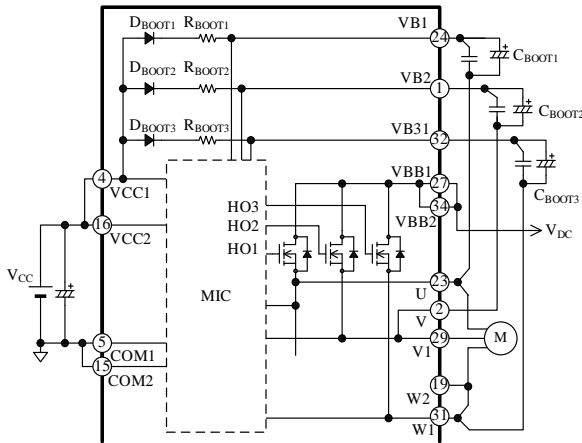 DBOOT1 RBOOT1 VB1
24
CBOOT1
DBOOT2 RBOOT2 VB2
1
CBOOT2
DBOOT3 RBOOT3 VB31
32
CBOOT3
4
VCC1
VBB1
27
34
VBB2
VDC
16
VCC2
HO3
HO2
HO1
MIC
VCC
23
U
2
V
29
V1
M
5
COM1
15
COM2
19
W2
31
W1